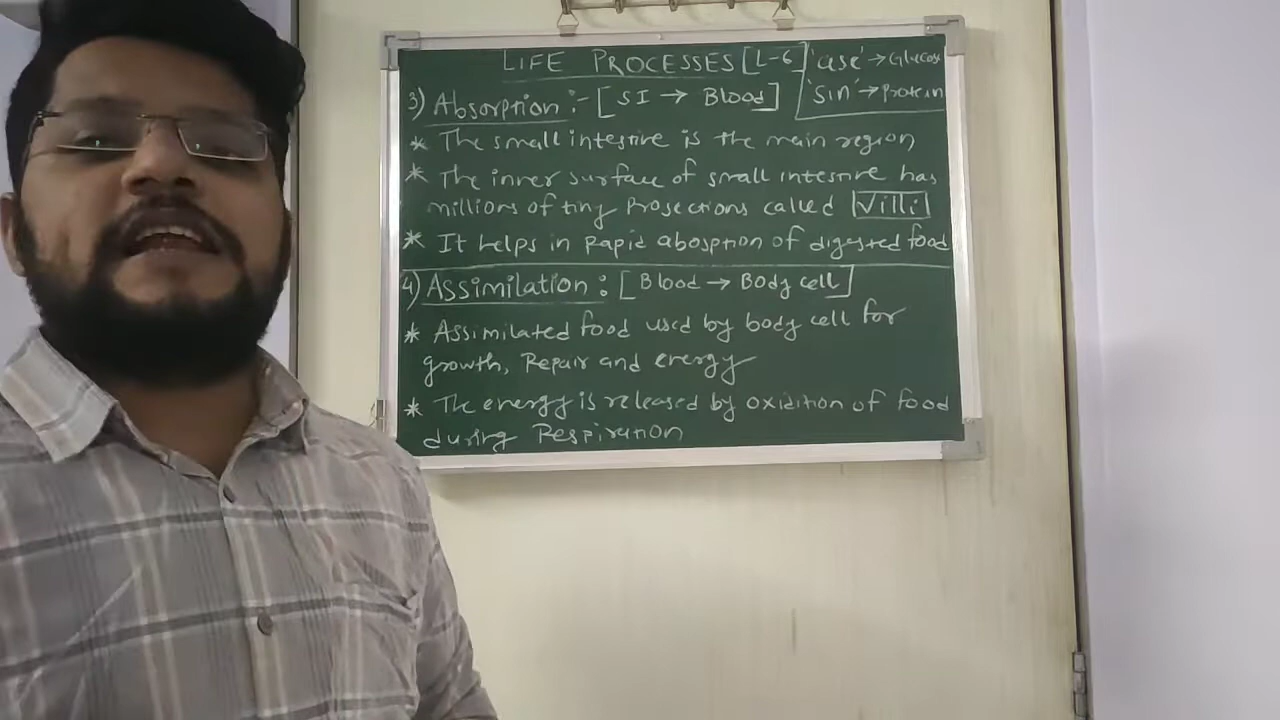 LIFE PROCESSES [L-6]
'ase' → Glucose
'Sin' → Protein
3) Absorption :- [SI → Blood]
* The small intestine is the main region
* The inner surface of small intestine has
millions of tiny Projections called Villi
* It helps in rapid abosption of digested food
4) Assimilation : [Blood → Body cell]
* Assimilated food used by body cell for
growth, Repair and energy
* The energy is released by oxidition of food
during Respiration